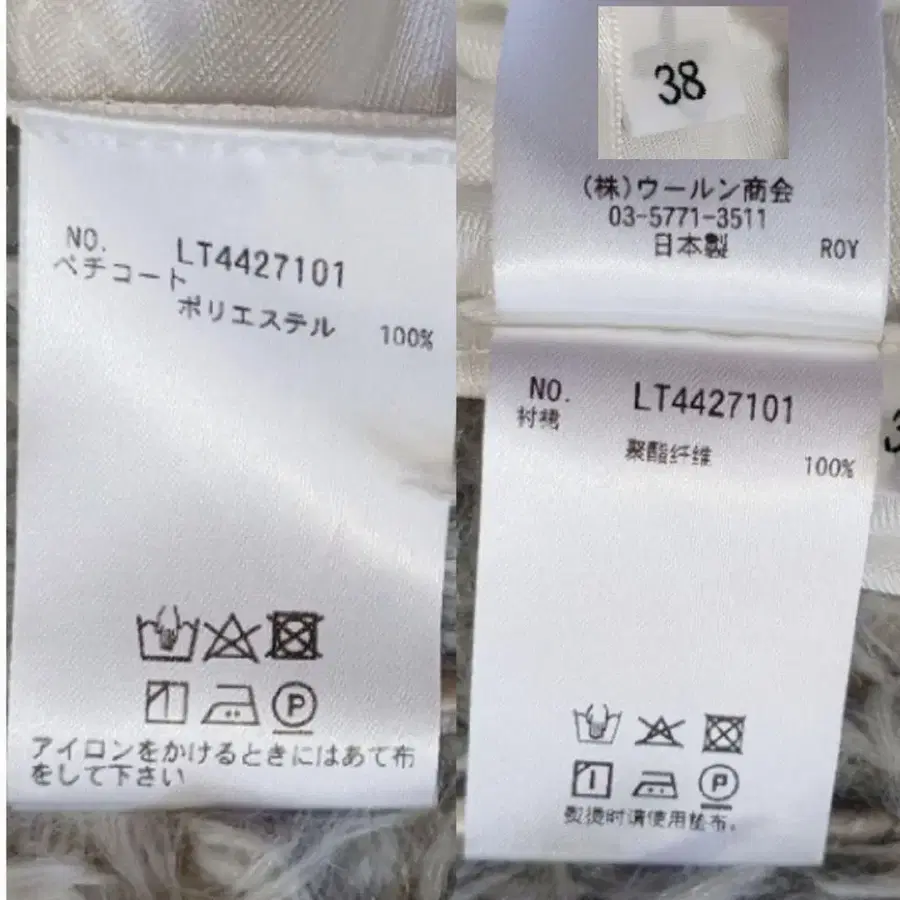 NO. LT4427101
ペチコート
ポリエステル 100%
アイロンをかけるときにはあて布
をして下さい
38
(株)ウールン商会
03-5771-3511
日本製 ROY
NO. LT4427101
衬裙
聚酯纤维 100%
熨烫时请使用垫布。